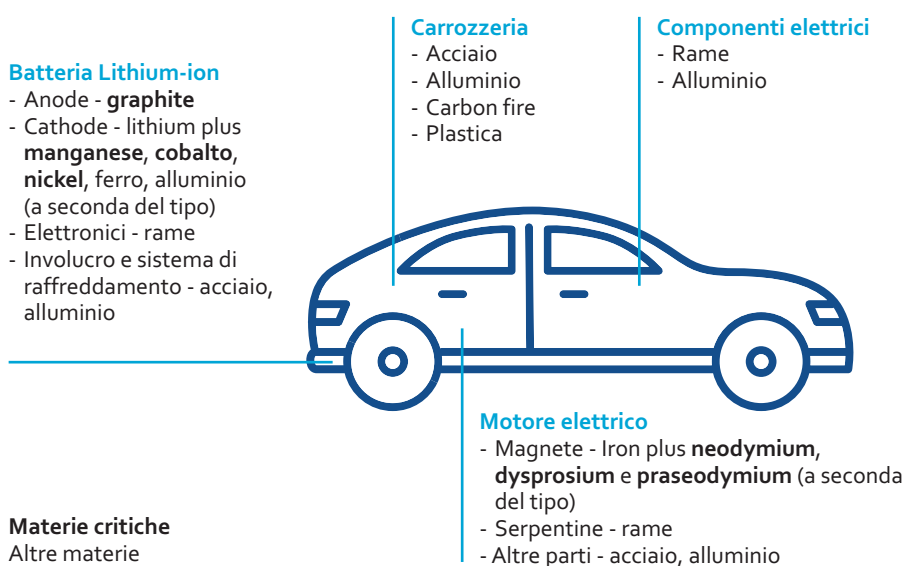 Batteria Lithium-ion
- Anode - graphite
- Cathode - lithium plus
manganese, cobalto,
nickel, ferro, alluminio
(a seconda del tipo)
- Elettronici - rame
- Involucro e sistema di
raffreddamento - acciaio,
alluminio
Carrozzeria
- Acciaio
- Alluminio
- Carbon fire
- Plastica
Componenti elettrici
- Rame
- Alluminio
Motore elettrico
- Magnete - Iron plus neodymium,
dysprosium e praseodymium (a seconda
del tipo)
- Serpentine - rame
- Altre parti - acciaio, alluminio
Materie critiche
Altre materie